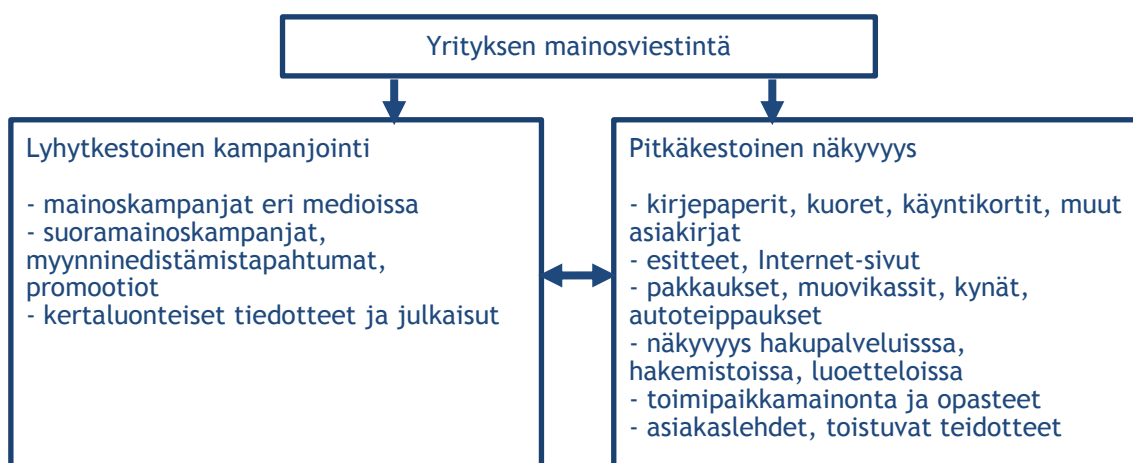 Yrityksen mainosviestintä
Lyhytkestoinen kampanjointi
- mainoskampanjat eri medioissa
- suoramainoskampanjat,
myynninedistämistapahtumat,
promootiot
- kertaluonteiset tiedotteet ja julkaisut
Pitkäkestoinen näkyvyys
- kirjepaperit, kuoret, käyntikortit, muut
asiakirjat
- esitteet, Internet-sivut
- pakkaukset, muovikassit, kynät,
autoteippaukset
- näkyvyys hakupalveluisssa,
hakemistoissa, luoetteloissa
- toimipaikkamainonta ja opasteet
- asiakaslehdet, toistuvat teidotteet